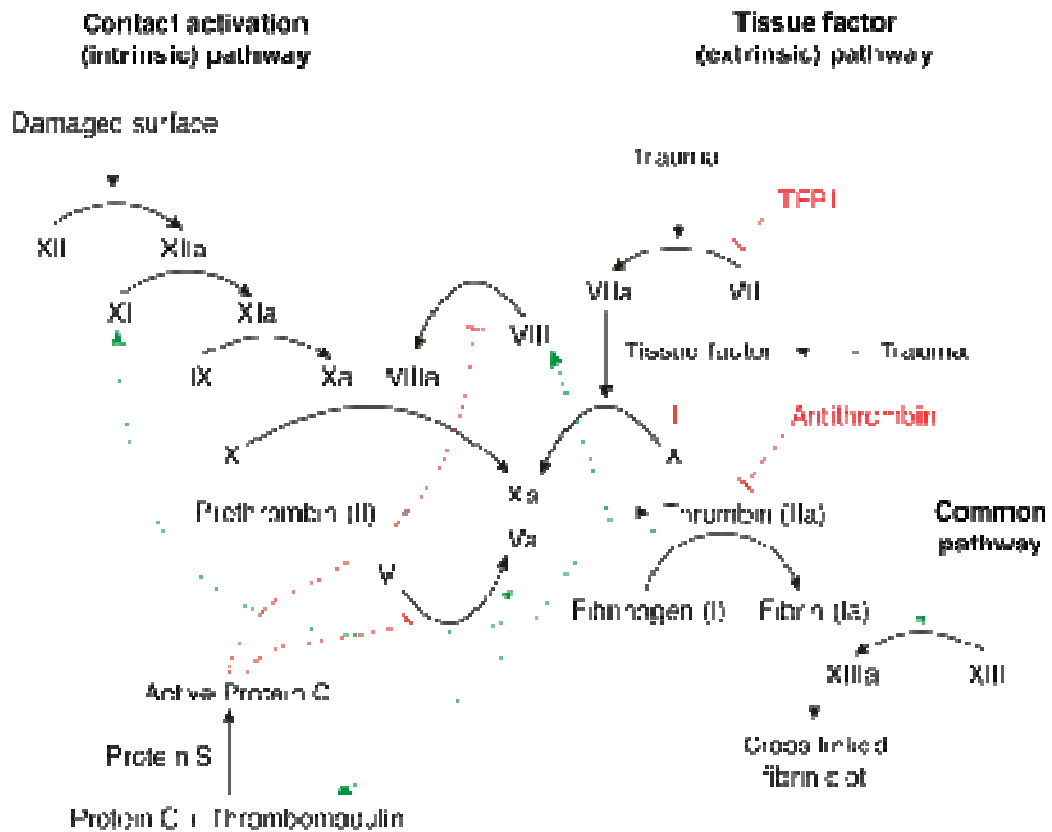 Contact activation
(intrinsic) pathway
Tissue factor
(extrinsic) pathway
Damaged surface
Trauma
TFPI
XII
XIIa
VIIa
VII
XI
XIa
VIII
Tissue factor
Trauma
IX
Xa
VIIIa
Antithrombin
X
X
Xa
Prothrombin (II)
Thrombin (IIa)
Common
pathway
Va
V
Fibrinogen (I)
Fibrin (Ia)
XIIIa
XIII
Active Protein C
Protein S
Cross linked
fibrin clot
Protein C + Thrombomodulin